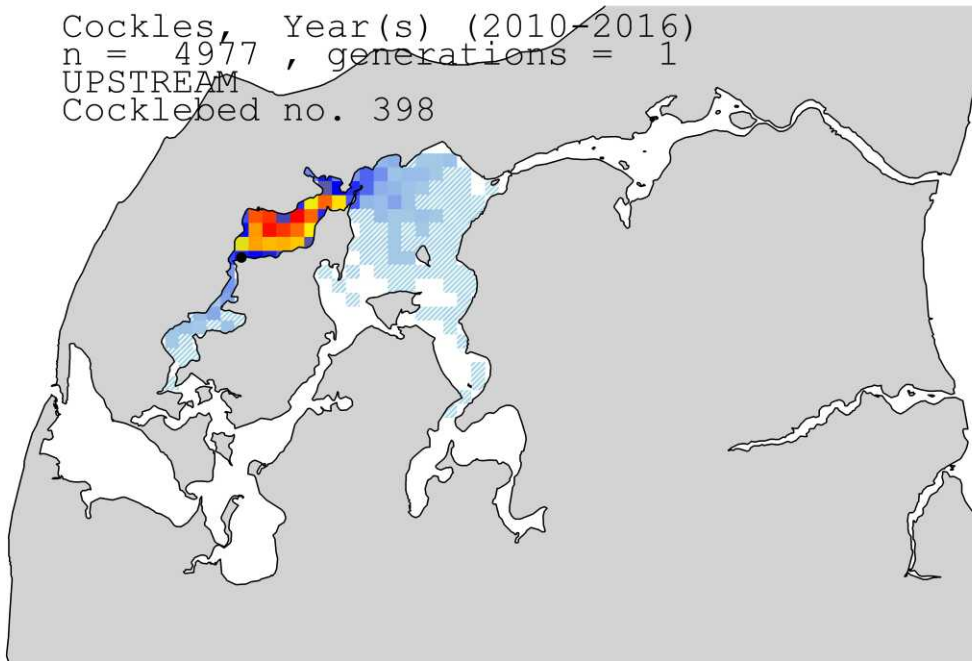 Cockles, Year(s) (2010-2016)
n = 4977 , generations = 1
UPSTREAM
Cocklebed no. 398